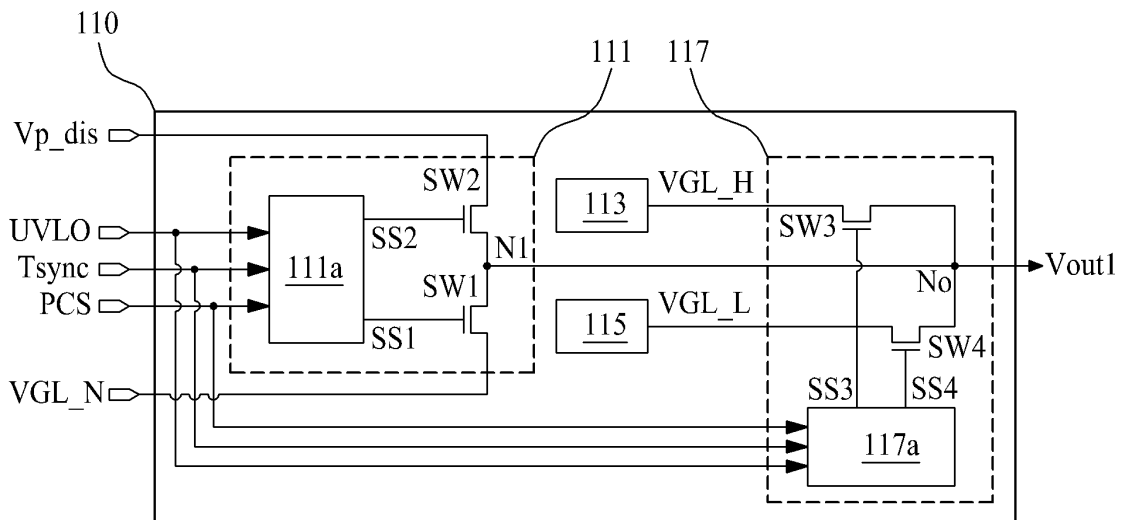 110
111
117
Vp_dis
SW2
VGL_H
113
UVLO
SS2
SW3
N1
Tsync
111a
Vout1
No
PCS
SW1
VGL_L
115
SS1
SW4
VGL_N
SS3
SS4
117a